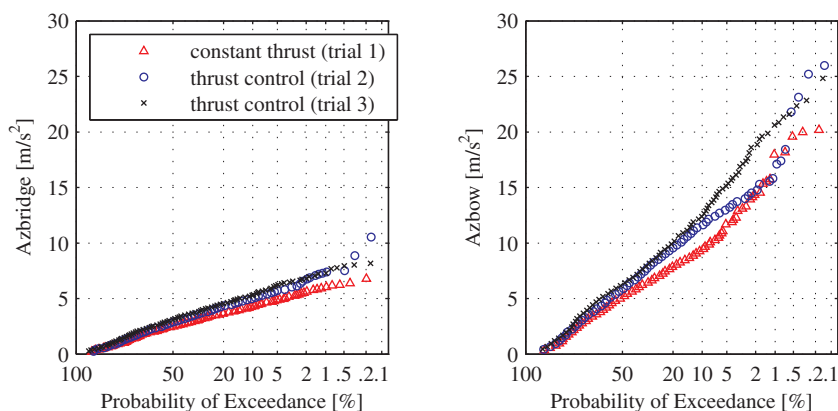 30
25
20
15
10
5
0
Azbridge [m/s²]
constant thrust (trial 1)
thrust control (trial 2)
thrust control (trial 3)
100 50 20 10 5 2 1 .5 .2 .1
Probability of Exceedance [%]
30
25
20
15
10
5
0
Azbow [m/s²]
100 50 20 10 5 2 1 .5 .2 .1
Probability of Exceedance [%]